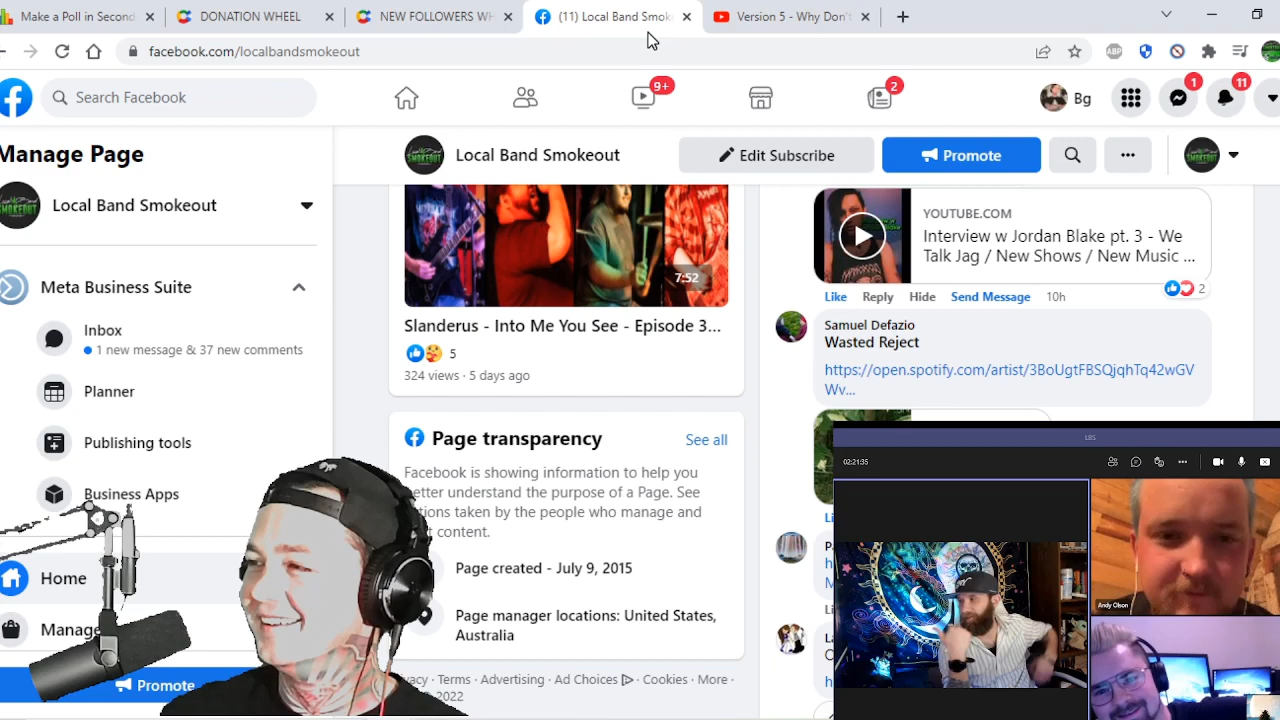 Make a Poll in Second
DONATION WHEEL
NEW FOLLOWERS WH
(11) Local Band Smoke
Version 5 - Why Don't
facebook.com/localbandsmokeout
ABP
Search Facebook
9+
2
Bg
1
11
Manage Page
Local Band Smokeout
Edit Subscribe
Promote
Local Band Smokeout
Meta Business Suite
Inbox
1 new message & 37 new comments
Planner
Publishing tools
Business Apps
Home
Manage
Promote
7:52
Slanderus - Into Me You See - Episode 3...
5
324 views · 5 days ago
Page transparency
See all
Facebook is showing information to help you
etter understand the purpose of a Page. See
tions taken by the people who manage and
content.
Page created - July 9, 2015
Page manager locations: United States,
Australia
vacy · Terms · Advertising · Ad Choices · Cookies · More ·
2022
YOUTUBE.COM
Interview w Jordan Blake pt. 3 - We
Talk Jag / New Shows / New Music ...
Like Reply Hide Send Message 10h
2
Samuel Defazio
Wasted Reject
https://open.spotify.com/artist/3BoUgtFBSQjqhTq42wGV
Wv...
LBS
02:21:35
Andy Olson